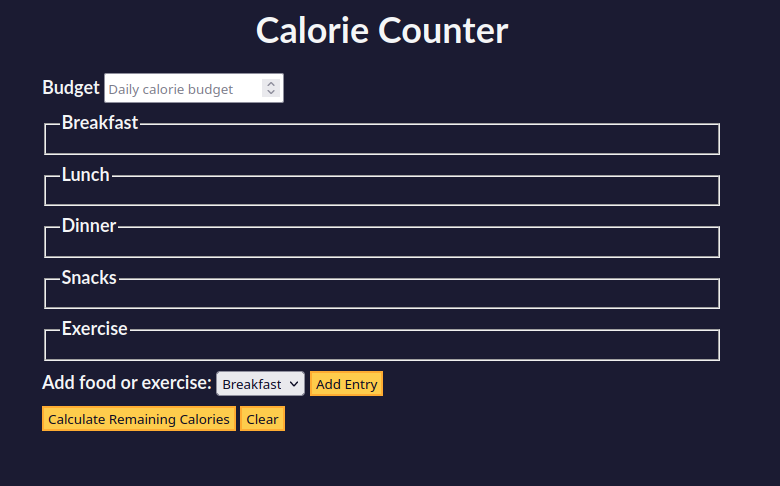 Calorie Counter
Budget Daily calorie budget
Breakfast
Lunch
Dinner
Snacks
Exercise
Add food or exercise: Breakfast Add Entry
Calculate Remaining Calories Clear